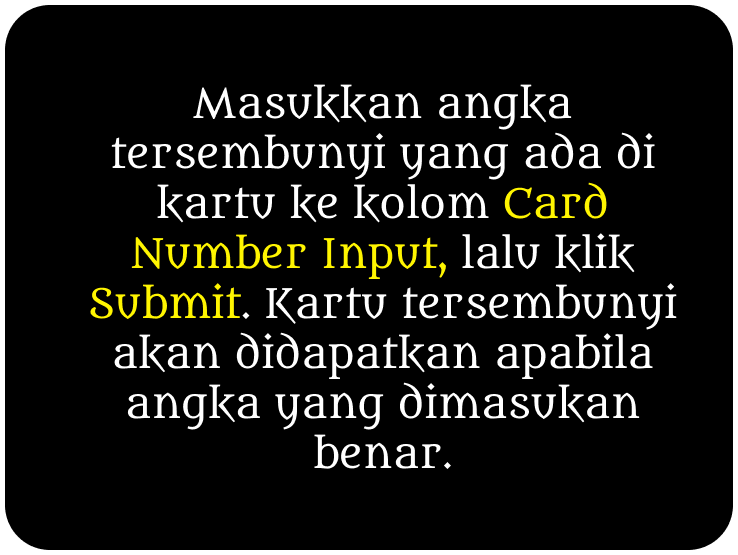 Masukkan angka
tersembunyi yang ada di
kartu ke kolom Card
Number Input, lalu klik
Submit. Kartu tersembunyi
akan didapatkan apabila
angka yang dimasukan
benar.